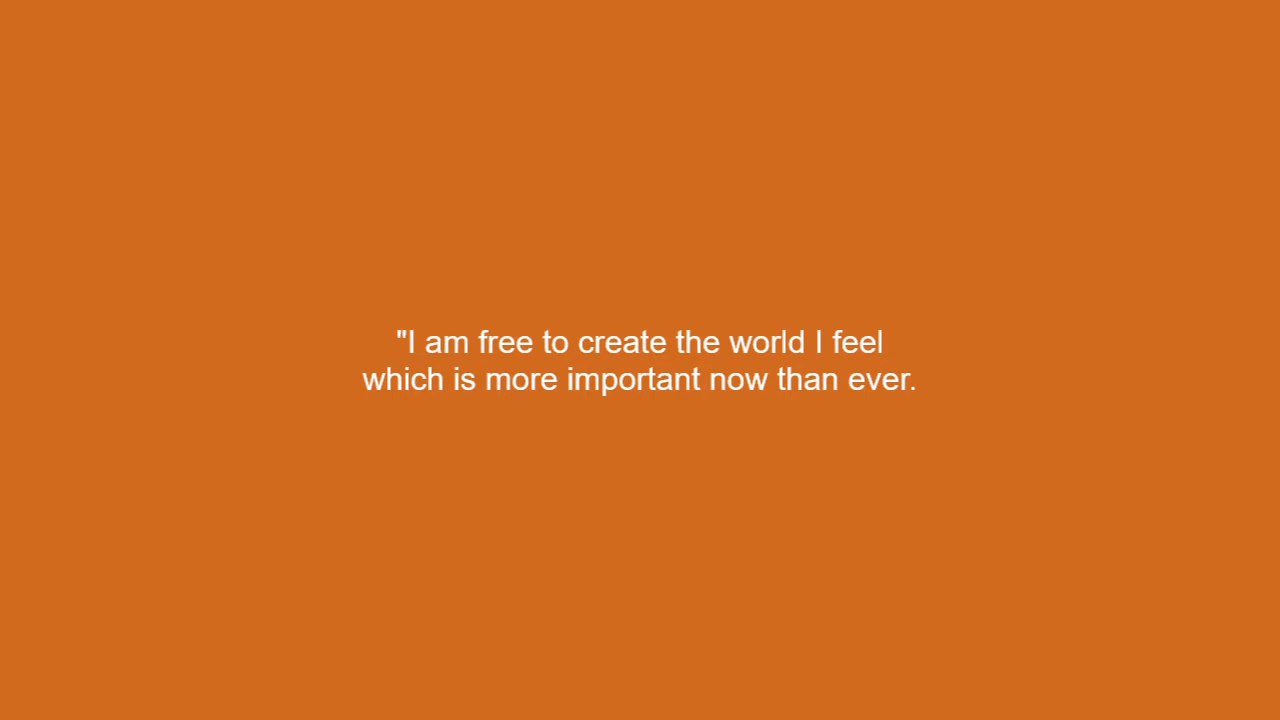 "I am free to create the world I feel
which is more important now than ever.